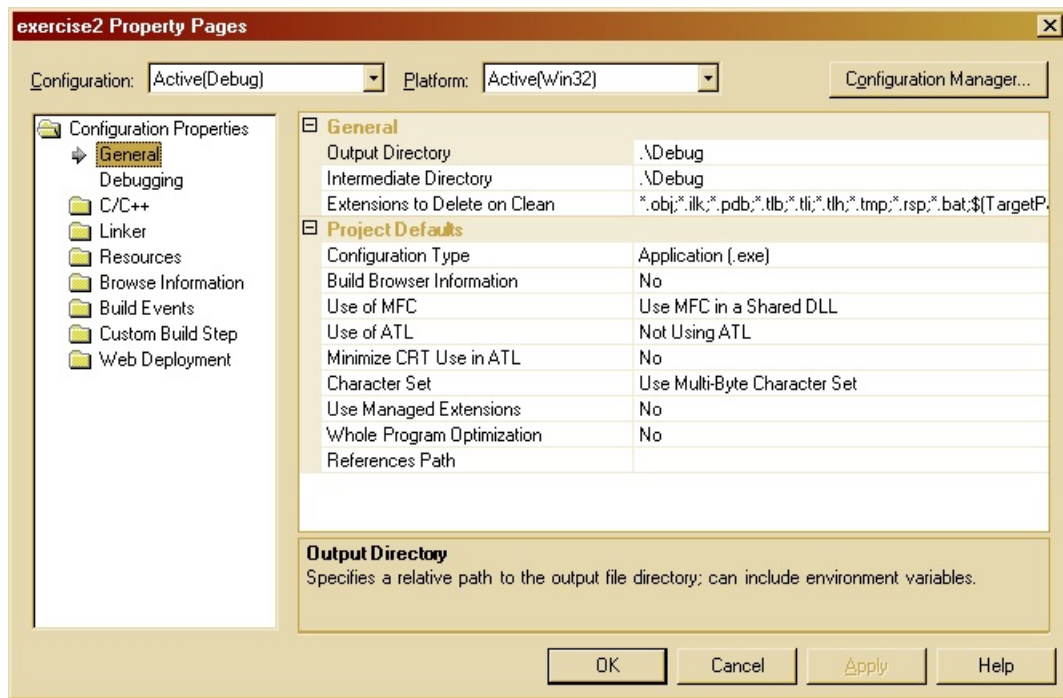 exercise2 Property Pages
Configuration: Active(Debug) Platform: Active(Win32) Configuration Manager...
Configuration Properties
General
Debugging
C/C++
Linker
Resources
Browse Information
Build Events
Custom Build Step
Web Deployment
General
Output Directory .\Debug
Intermediate Directory .\Debug
Extensions to Delete on Clean *.obj;*.ilk;*.pdb;*.tlb;*.tli;*.tlh;*.tmp;*.rsp;*.bat;$(TargetP
Project Defaults
Configuration Type Application (.exe)
Build Browser Information No
Use of MFC Use MFC in a Shared DLL
Use of ATL Not Using ATL
Minimize CRT Use in ATL No
Character Set Use Multi-Byte Character Set
Use Managed Extensions No
Whole Program Optimization No
References Path
Output Directory
Specifies a relative path to the output file directory; can include environment variables.
OK Cancel Apply Help